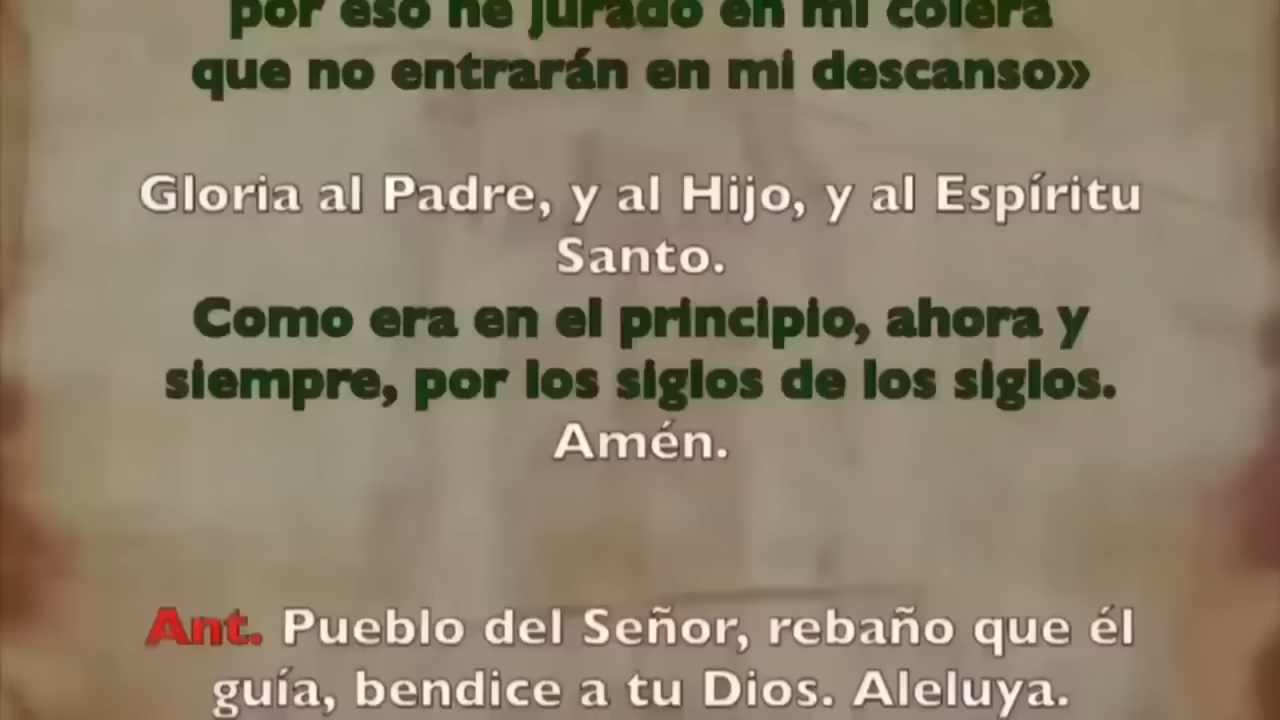 por eso he jurado en mi cólera
que no entrarán en mi descanso»
Gloria al Padre, y al Hijo, y al Espíritu
Santo.
Como era en el principio, ahora y
siempre, por los siglos de los siglos.
Amén.
Ant. Pueblo del Señor, rebaño que él
guía, bendice a tu Dios. Aleluya.